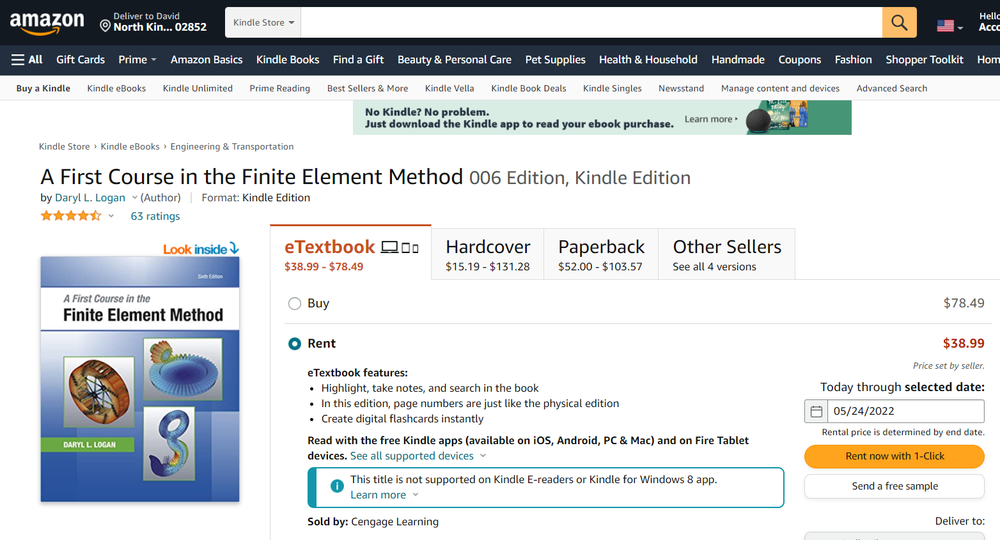 amazon
Deliver to David
North Kin... 02852
Kindle Store
Hello
Acco
All Gift Cards Prime Amazon Basics Kindle Books Find a Gift Beauty & Personal Care Pet Supplies Health & Household Handmade Coupons Fashion Shopper Toolkit Hom
Buy a Kindle Kindle eBooks Kindle Unlimited Prime Reading Best Sellers & More Kindle Vella Kindle Book Deals Kindle Singles Newsstand Manage content and devices Advanced Search
No Kindle? No problem.
Just download the Kindle app to read your ebook purchase. Learn more
Kindle Store › Kindle eBooks › Engineering & Transportation
A First Course in the Finite Element Method 006 Edition, Kindle Edition
by Daryl L. Logan (Author) Format: Kindle Edition
63 ratings
Look inside
Sixth Edition
A First Course in the
Finite Element Method
DARYL L. LOGAN
eTextbook
$38.99 - $78.49
Hardcover
$15.19 - $131.28
Paperback
$52.00 - $103.57
Other Sellers
See all 4 versions
Buy $78.49
Rent $38.99
Price set by seller.
eTextbook features:
• Highlight, take notes, and search in the book
• In this edition, page numbers are just like the physical edition
• Create digital flashcards instantly
Read with the free Kindle apps (available on iOS, Android, PC & Mac) and on Fire Tablet
devices. See all supported devices
This title is not supported on Kindle E-readers or Kindle for Windows 8 app.
Learn more
Sold by: Cengage Learning
Today through selected date:
05/24/2022
Rental price is determined by end date.
Rent now with 1-Click
Send a free sample
Deliver to: